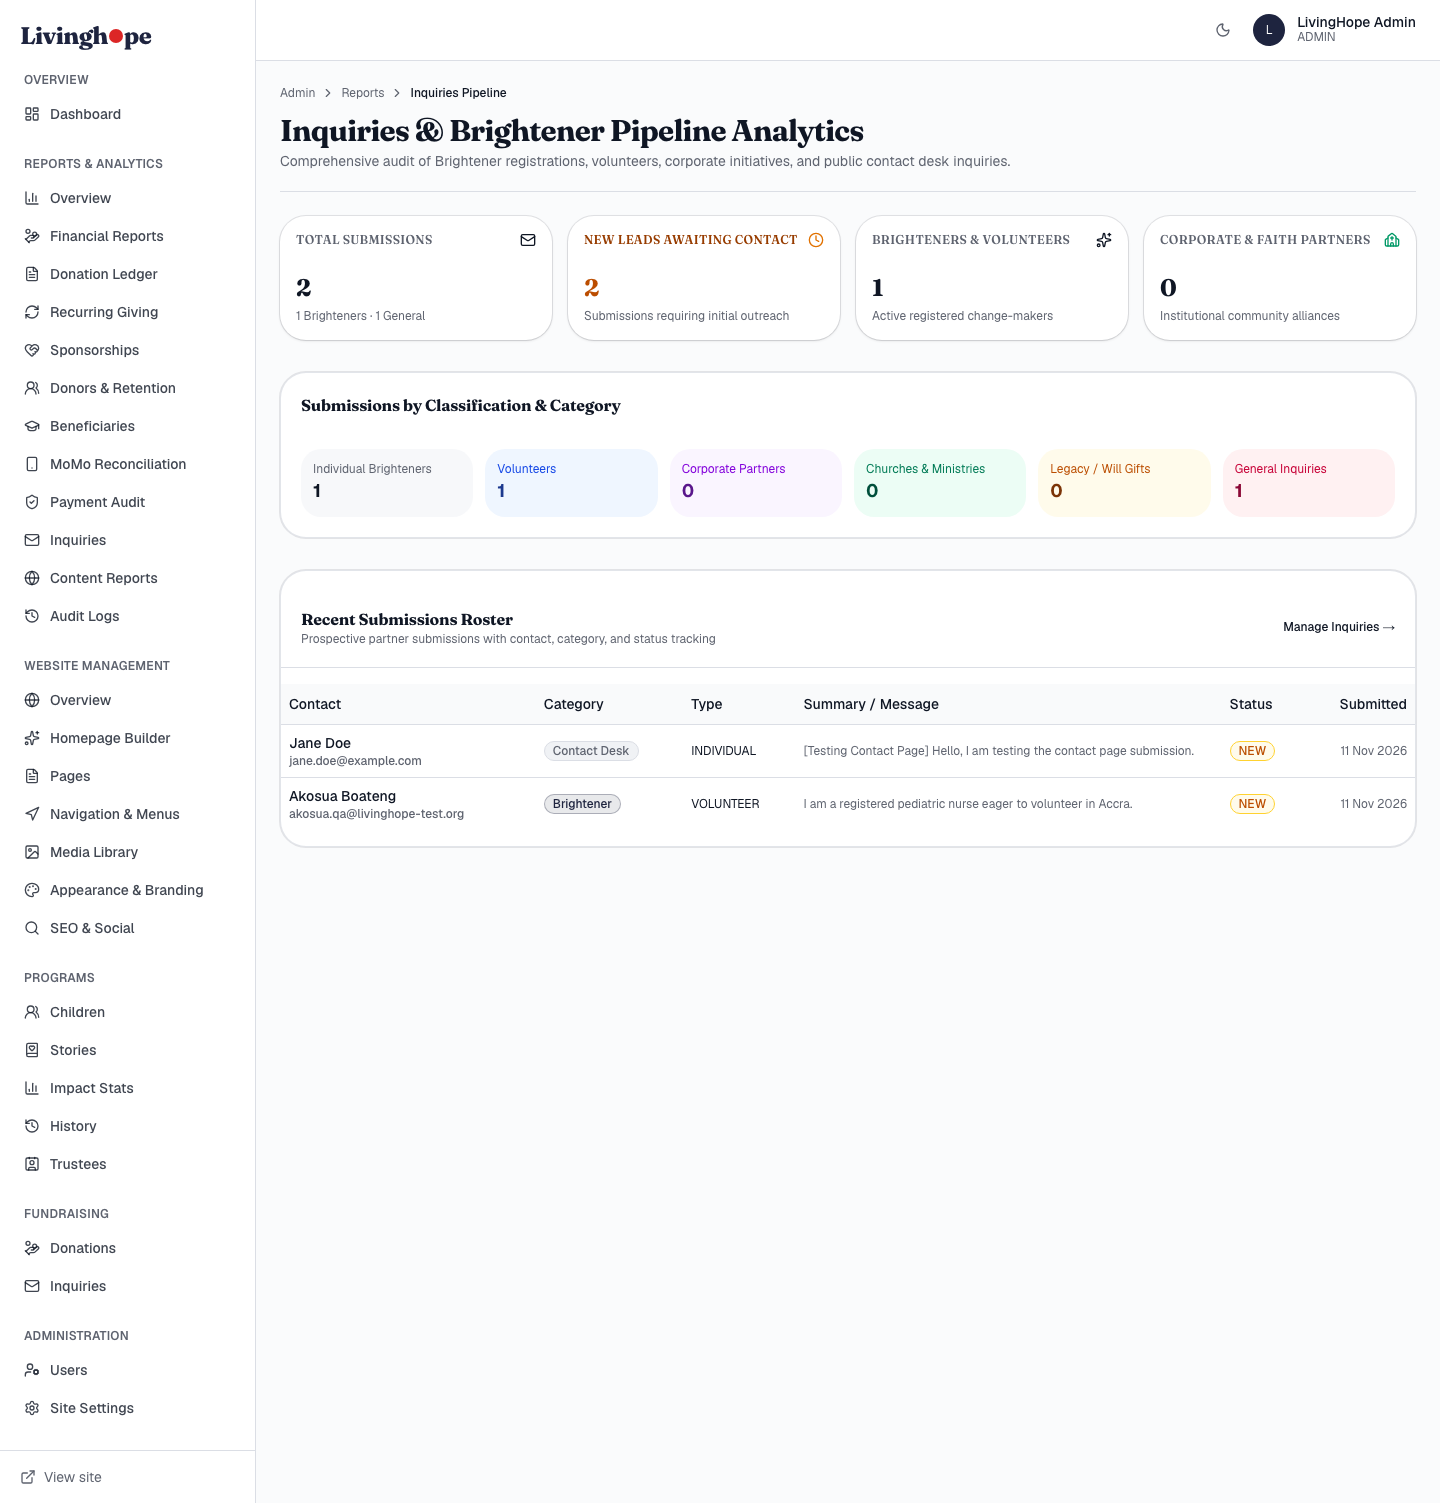 Livinghope
OVERVIEW
Dashboard
REPORTS & ANALYTICS
Overview
Financial Reports
Donation Ledger
Recurring Giving
Sponsorships
Donors & Retention
Beneficiaries
MoMo Reconciliation
Payment Audit
Inquiries
Content Reports
Audit Logs
WEBSITE MANAGEMENT
Overview
Homepage Builder
Pages
Navigation & Menus
Media Library
Appearance & Branding
SEO & Social
PROGRAMS
Children
Stories
Impact Stats
History
Trustees
FUNDRAISING
Donations
Inquiries
ADMINISTRATION
Users
Site Settings
View site
L
LivingHope Admin
ADMIN
Admin Reports Inquiries Pipeline
Inquiries & Brightener Pipeline Analytics
Comprehensive audit of Brightener registrations, volunteers, corporate initiatives, and public contact desk inquiries.
TOTAL SUBMISSIONS
2
1 Brighteners · 1 General
NEW LEADS AWAITING CONTACT
2
Submissions requiring initial outreach
BRIGHTENERS & VOLUNTEERS
1
Active registered change-makers
CORPORATE & FAITH PARTNERS
0
Institutional community alliances
Submissions by Classification & Category
Individual Brighteners
1
Volunteers
1
Corporate Partners
0
Churches & Ministries
0
Legacy / Will Gifts
0
General Inquiries
1
Recent Submissions Roster
Prospective partner submissions with contact, category, and status tracking
Manage Inquiries →
Contact Category Type Summary / Message Status Submitted
Jane Doe
jane.doe@example.com
Contact Desk INDIVIDUAL [Testing Contact Page] Hello, I am testing the contact page submission. NEW 11 Nov 2026
Akosua Boateng
akosua.qa@livinghope-test.org
Brightener VOLUNTEER I am a registered pediatric nurse eager to volunteer in Accra. NEW 11 Nov 2026